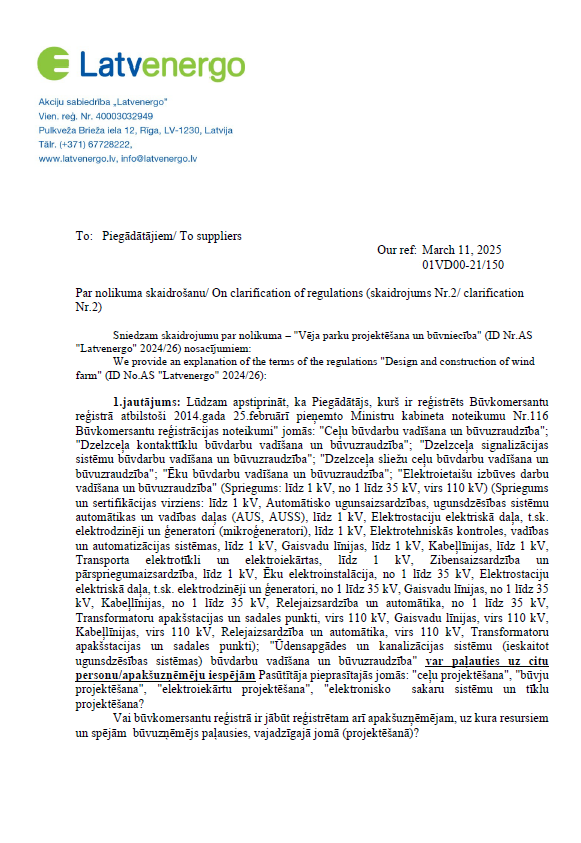 Latvenergo
Akciju sabiedrība „Latvenergo”
Vien. reģ. Nr. 40003032949
Pulkveža Brieža iela 12, Rīga, LV-1230, Latvija
Tālr. (+371) 67728222,
www.latvenergo.lv, info@latvenergo.lv
To: Piegādātājiem/ To suppliers
Our ref: March 11, 2025
01VD00-21/150
Par nolikuma skaidrošanu/ On clarification of regulations (skaidrojums Nr.2/ clarification
Nr.2)
Sniedzam skaidrojumu par nolikuma – "Vēja parku projektēšana un būvniecība" (ID Nr.AS
"Latvenergo" 2024/26) nosacījumiem:
We provide an explanation of the terms of the regulations "Design and construction of wind
farm" (ID No.AS "Latvenergo" 2024/26):
1.jautājums: Lūdzam apstiprināt, ka Piegādātājs, kurš ir reģistrēts Būvkomersantu
reģistrā atbilstoši 2014.gada 25.februārī pieņemto Ministru kabineta noteikumu Nr.116
Būvkomersantu reģistrācijas noteikumi" jomās: "Ceļu būvdarbu vadīšana un būvuzraudzība";
"Dzelzceļa kontakttīklu būvdarbu vadīšana un būvuzraudzība"; "Dzelzceļa signalizācijas
sistēmu būvdarbu vadīšana un būvuzraudzība"; "Dzelzceļa sliežu ceļu būvdarbu vadīšana un
būvuzraudzība"; "Ēku būvdarbu vadīšana un būvuzraudzība"; "Elektroietaišu izbūves darbu
vadīšana un būvuzraudzība" (Spriegums: līdz 1 kV, no 1 līdz 35 kV, virs 110 kV) (Spriegums
un sertifikācijas virziens: līdz 1 kV, Automātisko ugunsaizsardzības, ugunsdzēsības sistēmu
automātikas un vadības daļas (AUS, AUSS), līdz 1 kV, Elektrostaciju elektriskā daļa, t.sk.
elektrodzinēji un ģeneratori (mikroģeneratori), līdz 1 kV, Elektrotehniskās kontroles, vadības
un automatizācijas sistēmas, līdz 1 kV, Gaisvadu līnijas, līdz 1 kV, Kabeļlīnijas, līdz 1 kV,
Transporta elektrotīkli un elektroiekārtas, līdz 1 kV, Zibensaizsardzība un
pārspriegumaizsardzība, līdz 1 kV, Ēku elektroinstalācija, no 1 līdz 35 kV, Elektrostaciju
elektriskā daļa, t.sk. elektrodzinēji un ģeneratori, no 1 līdz 35 kV, Gaisvadu līnijas, no 1 līdz 35
kV, Kabeļlīnijas, no 1 līdz 35 kV, Relejaizsardzība un automātika, no 1 līdz 35 kV,
Transformatoru apakšstacijas un sadales punkti, virs 110 kV, Gaisvadu līnijas, virs 110 kV,
Kabeļlīnijas, virs 110 kV, Relejaizsardzība un automātika, virs 110 kV, Transformatoru
apakšstacijas un sadales punkti); "Ūdensapgādes un kanalizācijas sistēmu (ieskaitot
ugunsdzēsības sistēmas) būvdarbu vadīšana un būvuzraudzība" var paļauties uz citu
personu/apakšuzņēmēju iespējām Pasūtītāja pieprasītajās jomās: "ceļu projektēšana", "būvju
projektēšana", "elektroiekārtu projektēšana", "elektronisko sakaru sistēmu un tīklu
projektēšana?
Vai būvkomersantu reģistrā ir jābūt reģistrētam arī apakšuzņēmējam, uz kura resursiem
un spējām būvuzņēmējs paļausies, vajadzīgajā jomā (projektēšanā)?